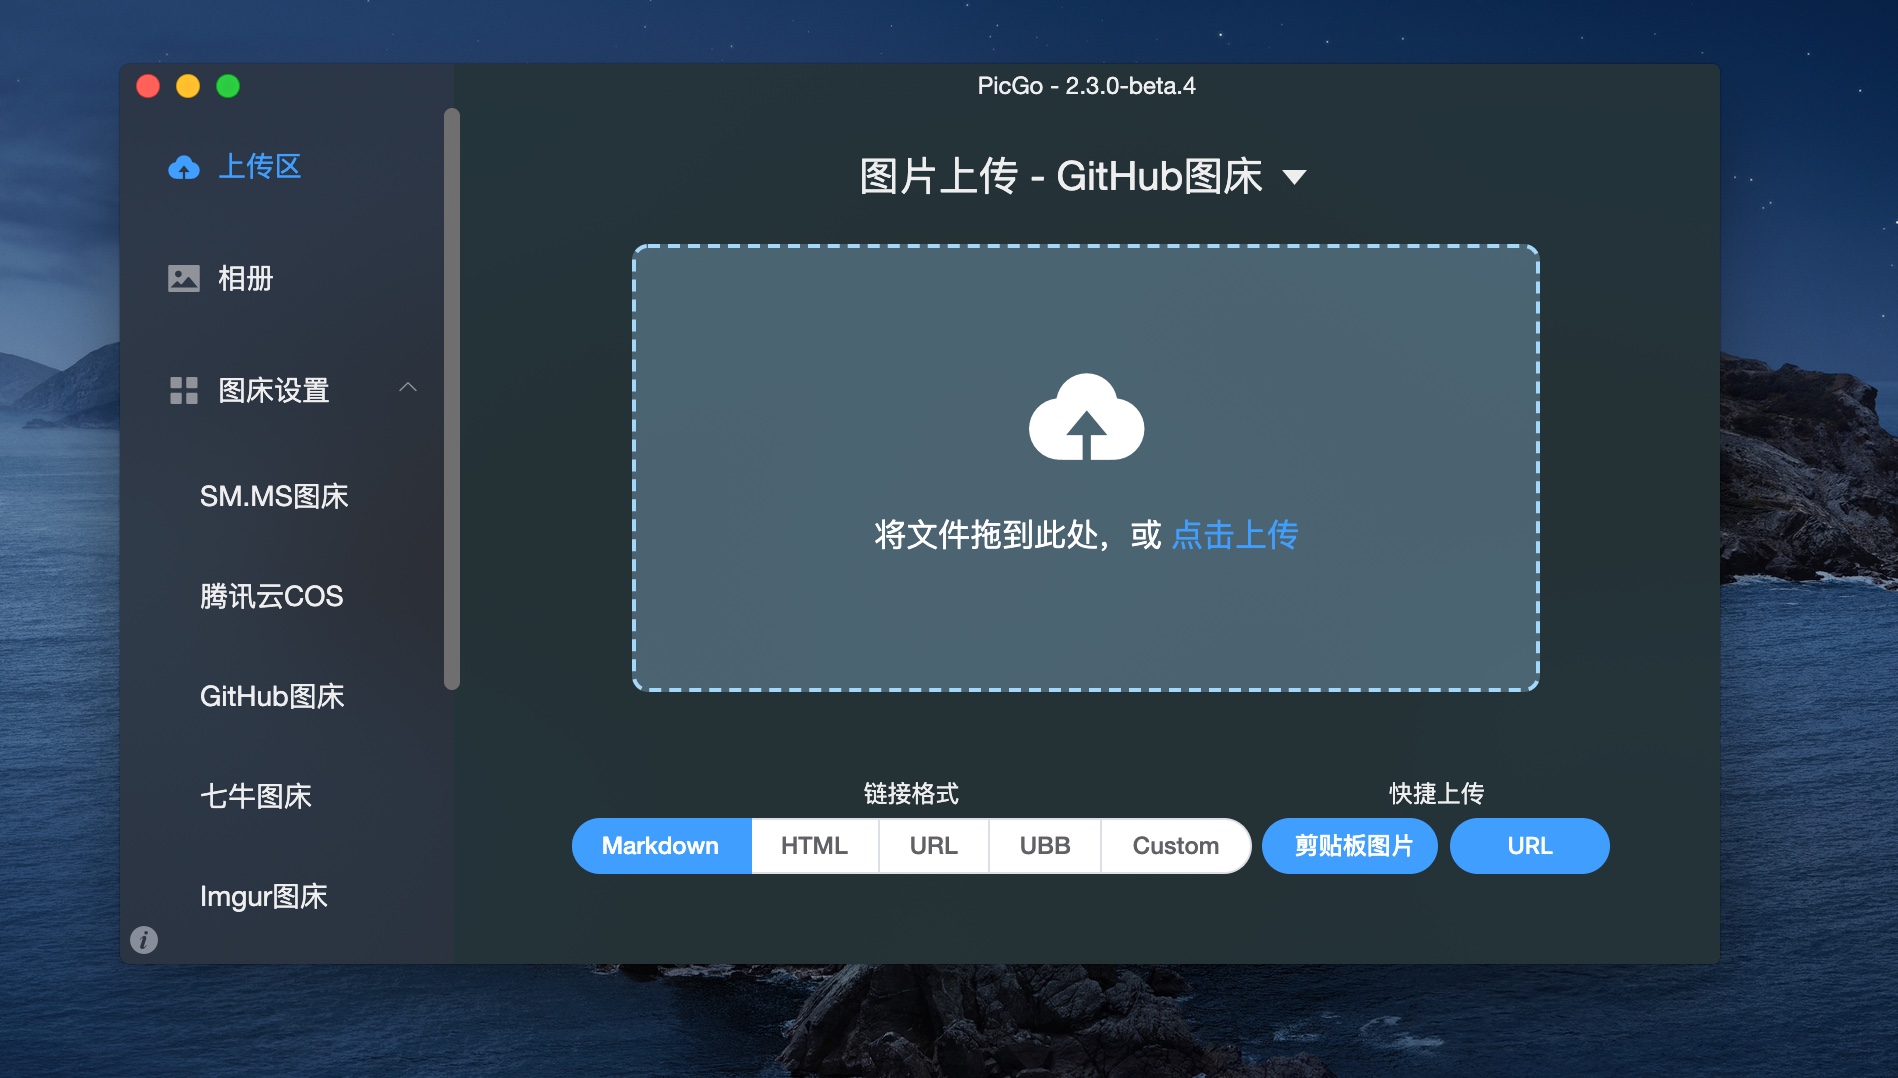 PicGo - 2.3.0-beta.4
上传区
相册
图床设置
SM.MS图床
腾讯云COS
GitHub图床
七牛图床
Imgur图床
图片上传 - GitHub图床
将文件拖到此处，或 点击上传
链接格式
Markdown HTML URL UBB Custom
快捷上传
剪贴板图片 URL